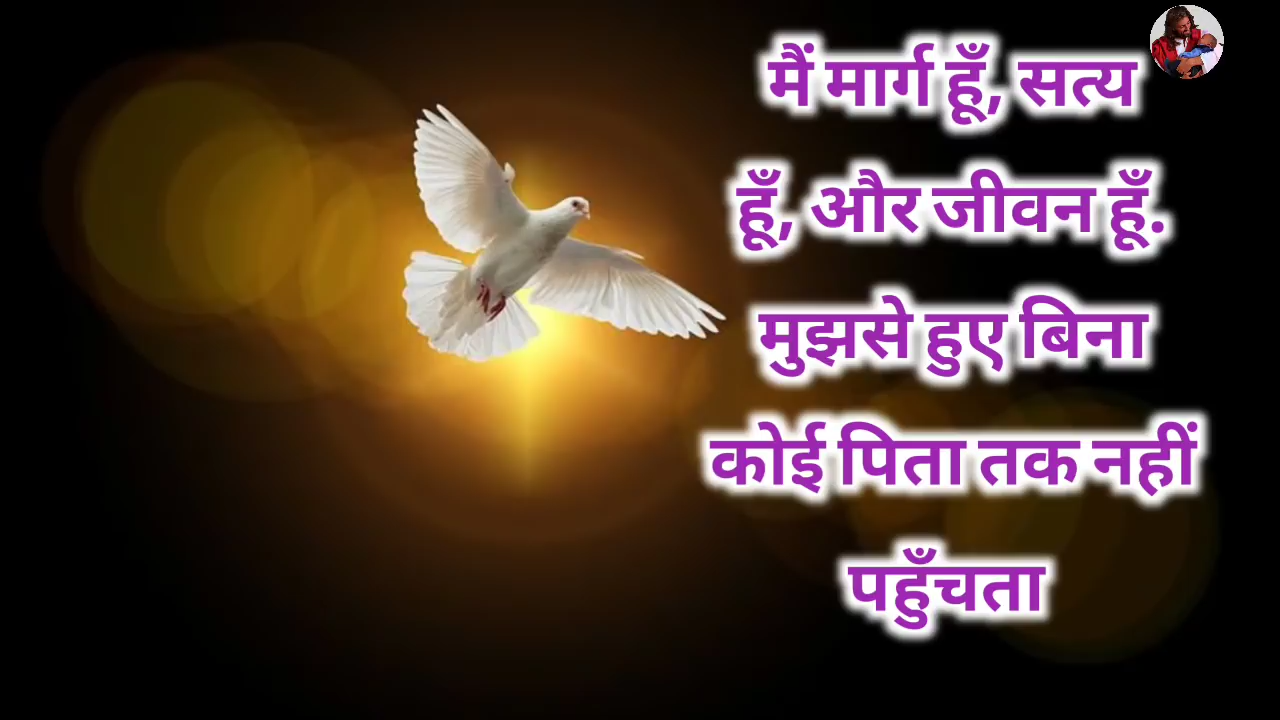 मैं मार्ग हूँ, सत्य
हूँ, और जीवन हूँ.
मुझसे हुए बिना
कोई पिता तक नहीं
पहुँचता